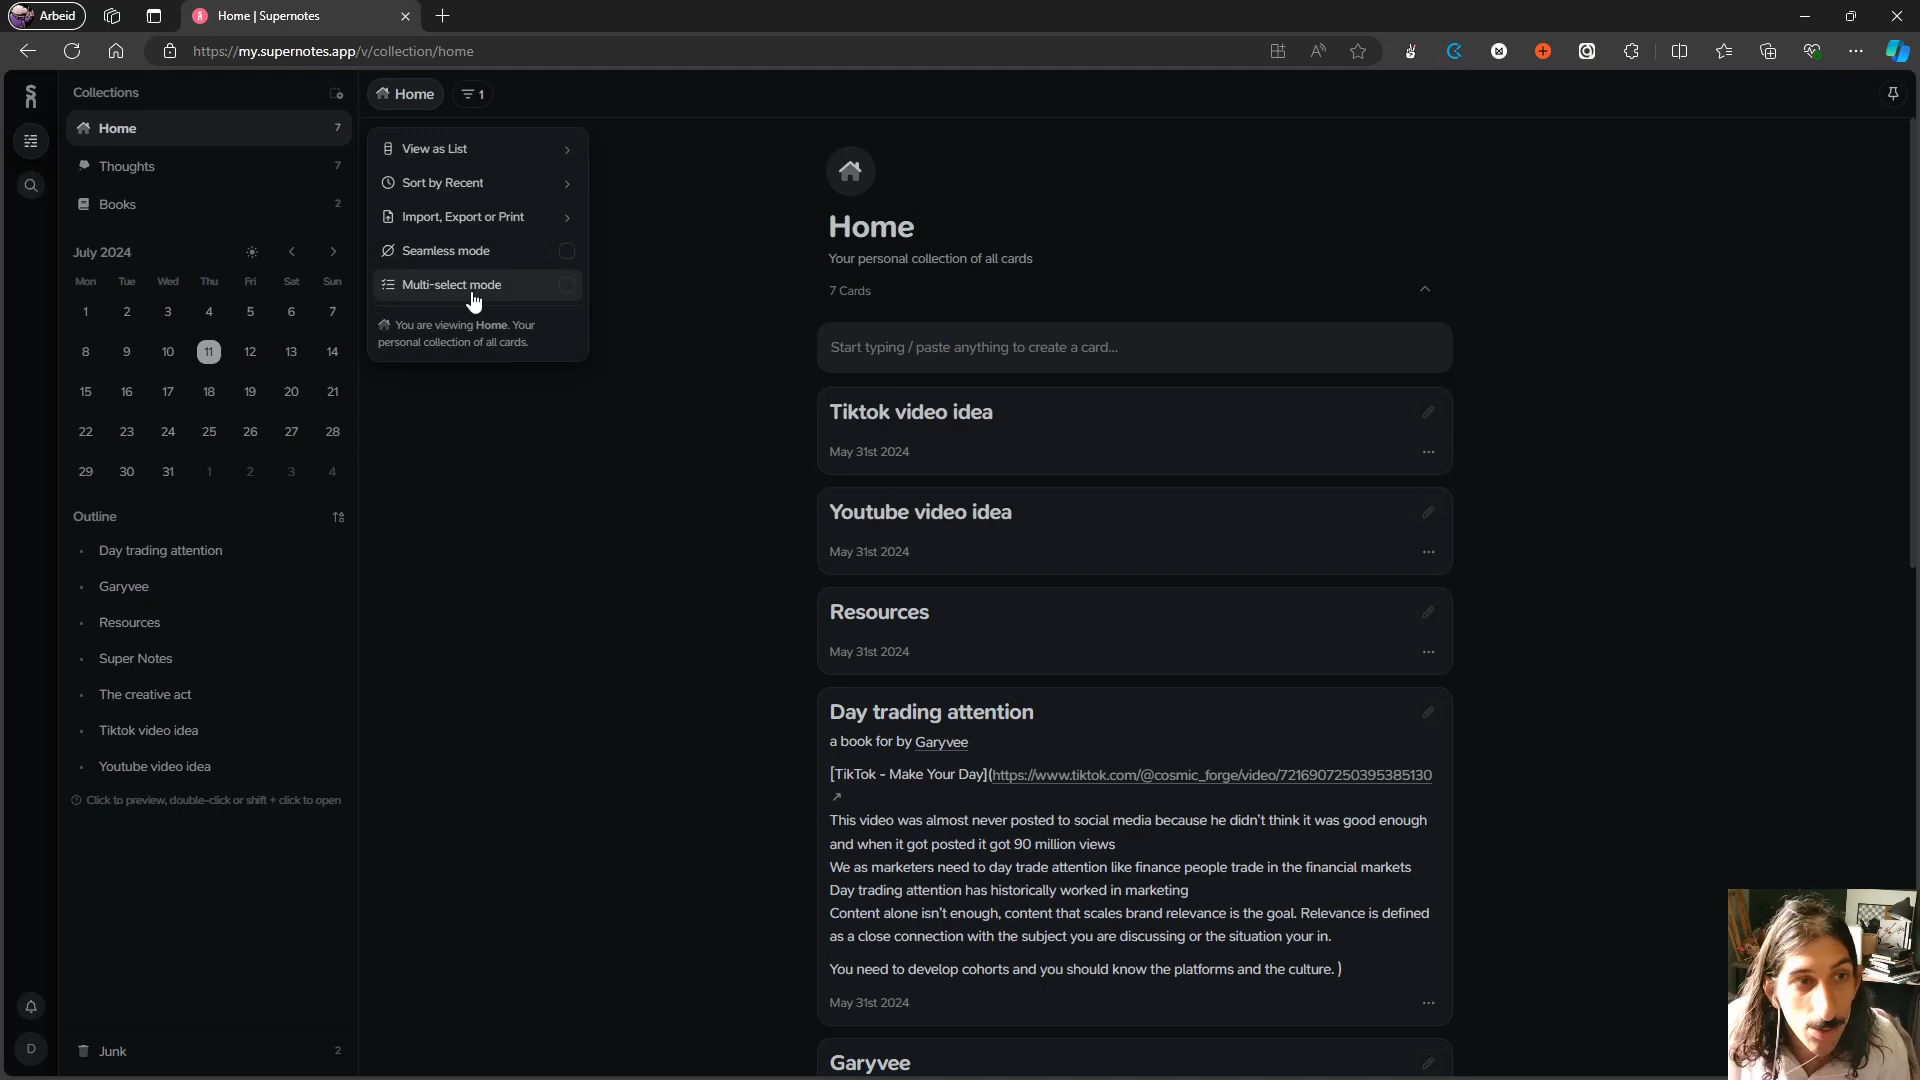 Arbeid
Home | Supernotes
https://my.supernotes.app/v/collection/home
Collections
Home 7
Thoughts 7
Books 2
July 2024
Mon Tue Wed Thu Fri Sat Sun
1 2 3 4 5 6 7
8 9 10 11 12 13 14
15 16 17 18 19 20 21
22 23 24 25 26 27 28
29 30 31 1 2 3 4
Outline
Day trading attention
Garyvee
Resources
Super Notes
The creative act
Tiktok video idea
Youtube video idea
Click to preview, double-click or shift + click to open
Junk 2
D
Home 1
View as List
Sort by Recent
Import, Export or Print
Seamless mode
Multi-select mode
You are viewing Home. Your
personal collection of all cards.
Home
Your personal collection of all cards
7 Cards
Start typing / paste anything to create a card...
Tiktok video idea
May 31st 2024
Youtube video idea
May 31st 2024
Resources
May 31st 2024
Day trading attention
a book for by Garyvee
[TikTok - Make Your Day](https://www.tiktok.com/@cosmic_forge/video/7216907250395385130
This video was almost never posted to social media because he didn't think it was good enough
and when it got posted it got 90 million views
We as marketers need to day trade attention like finance people trade in the financial markets
Day trading attention has historically worked in marketing
Content alone isn't enough, content that scales brand relevance is the goal. Relevance is defined
as a close connection with the subject you are discussing or the situation your in.
You need to develop cohorts and you should know the platforms and the culture. )
May 31st 2024
Garyvee